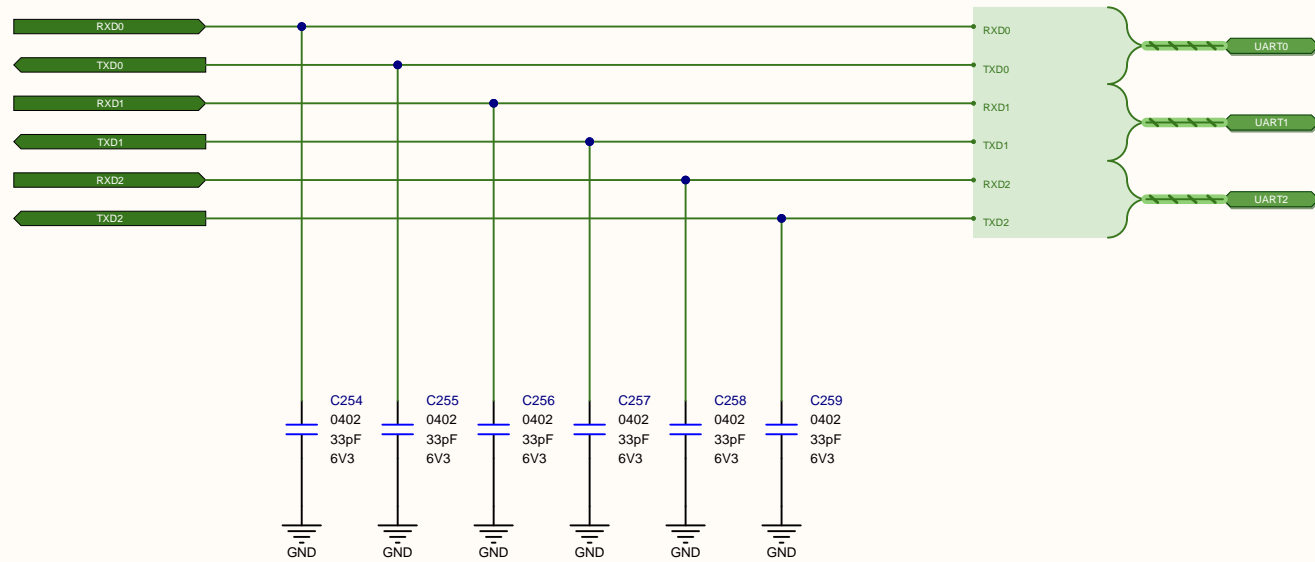 RXD0
TXD0
RXD1
TXD1
RXD2
TXD2
RXD0
TXD0
RXD1
TXD1
RXD2
TXD2
UART0
UART1
UART2
C254
0402
33pF
6V3
GND
C255
0402
33pF
6V3
GND
C256
0402
33pF
6V3
GND
C257
0402
33pF
6V3
GND
C258
0402
33pF
6V3
GND
C259
0402
33pF
6V3
GND